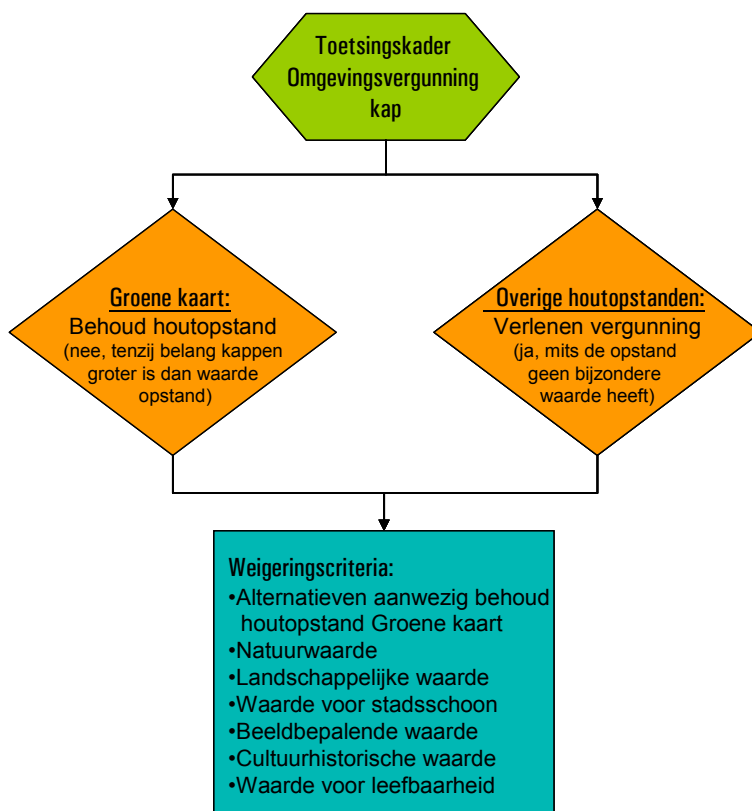 Toetsingskader
Omgevingsvergunning
kap
Groene kaart:
Behoud houtopstand
(nee, tenzij belang kappen
groter is dan waarde
opstand)
Overige houtopstanden:
Verlenen vergunning
(ja, mits de opstand
geen bijzondere
waarde heeft)
Weigeringscriteria:
•Alternatieven aanwezig behoud
houtopstand Groene kaart
•Natuurwaarde
•Landschappelijke waarde
•Waarde voor stadsschoon
•Beeldbepalende waarde
•Cultuurhistorische waarde
•Waarde voor leefbaarheid